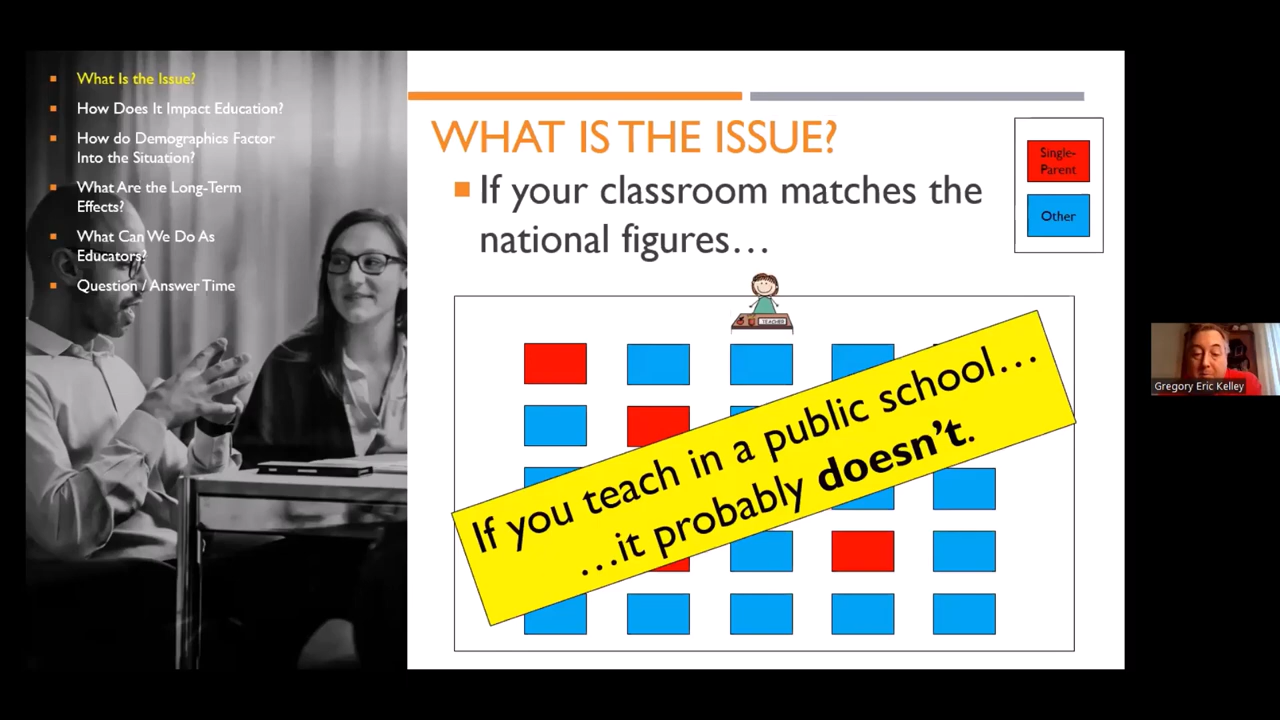 What Is the Issue?
How Does It Impact Education?
How do Demographics Factor
Into the Situation?
What Are the Long-Term
Effects?
What Can We Do As
Educators?
Question / Answer Time
WHAT IS THE ISSUE?
If your classroom matches the
national figures…
Single-
Parent
Other
TEACHER
If you teach in a public school…
…it probably doesn't.
Gregory Eric Kelley